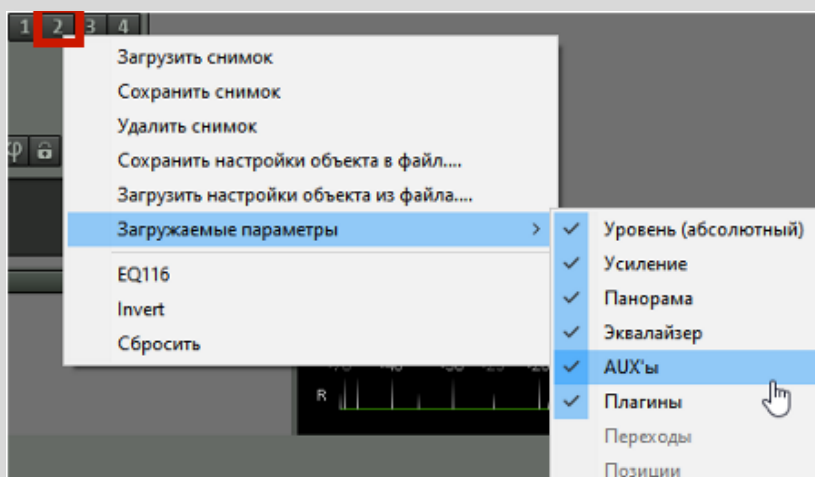 1 2 3 4
Загрузить снимок
Сохранить снимок
Удалить снимок
φ
Сохранить настройки объекта в файл....
Загрузить настройки объекта из файла....
Загружаемые параметры
Уровень (абсолютный)
EQ116
Усиление
Invert
Панорама
Сбросить
Эквалайзер
AUX'ы
R
Плагины
Переходы
Позиции